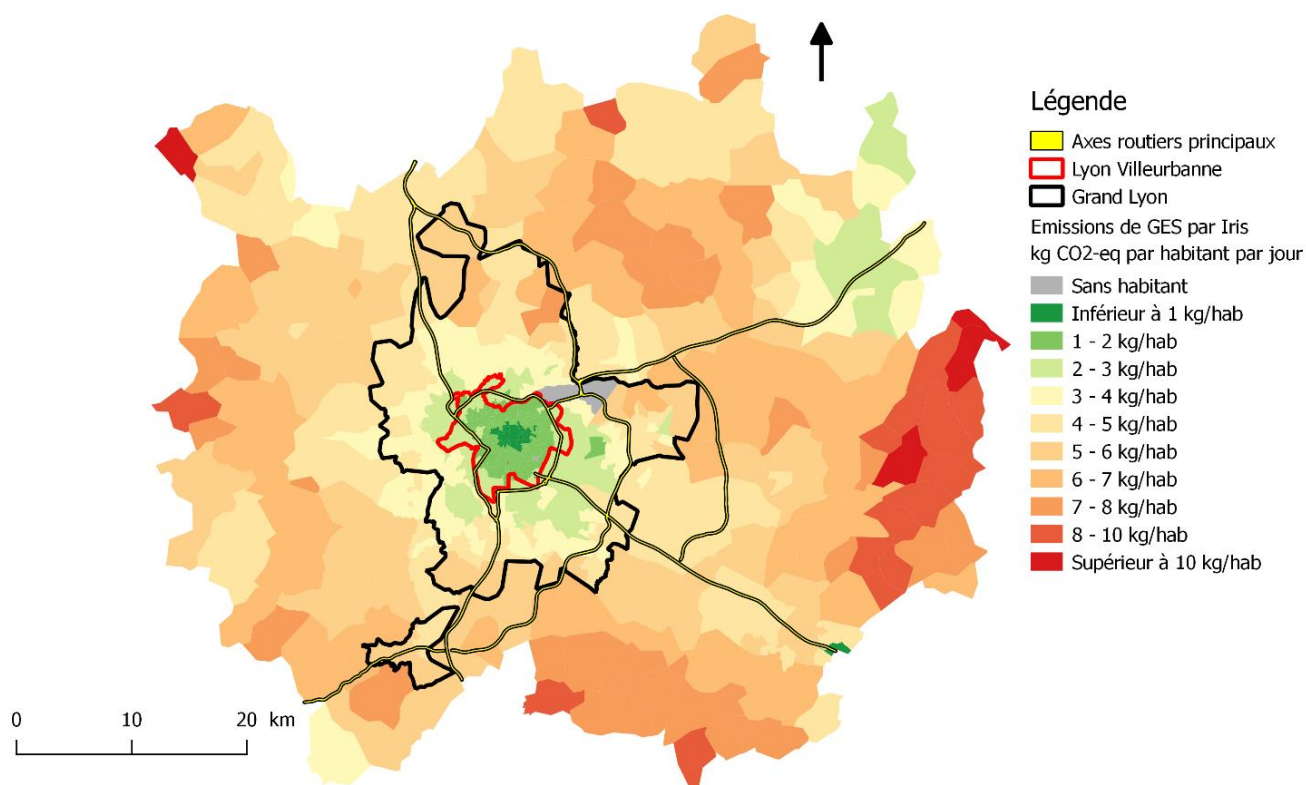 Légende
Axes routiers principaux
Lyon Villeurbanne
Grand Lyon
Emissions de GES par Iris
kg CO2-eq par habitant par jour
Sans habitant
Inférieur à 1 kg/hab
1 - 2 kg/hab
2 - 3 kg/hab
3 - 4 kg/hab
4 - 5 kg/hab
5 - 6 kg/hab
6 - 7 kg/hab
7 - 8 kg/hab
8 - 10 kg/hab
Supérieur à 10 kg/hab
0 10 20 km